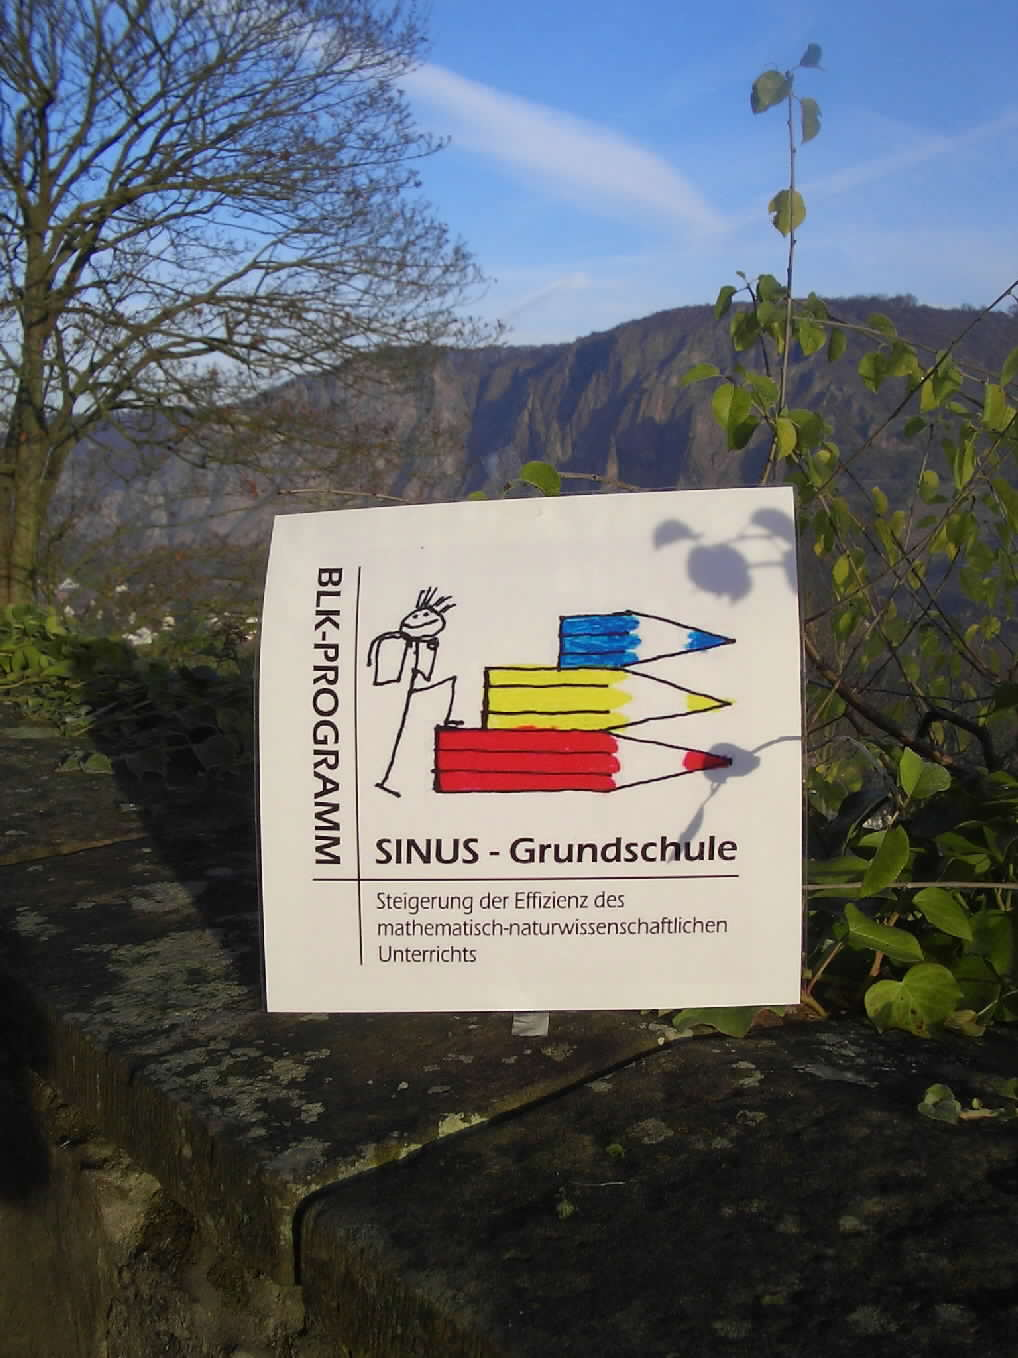 BLK-PROGRAMM
SINUS - Grundschule
Steigerung der Effizienz des
mathematisch-naturwissenschaftlichen
Unterrichts